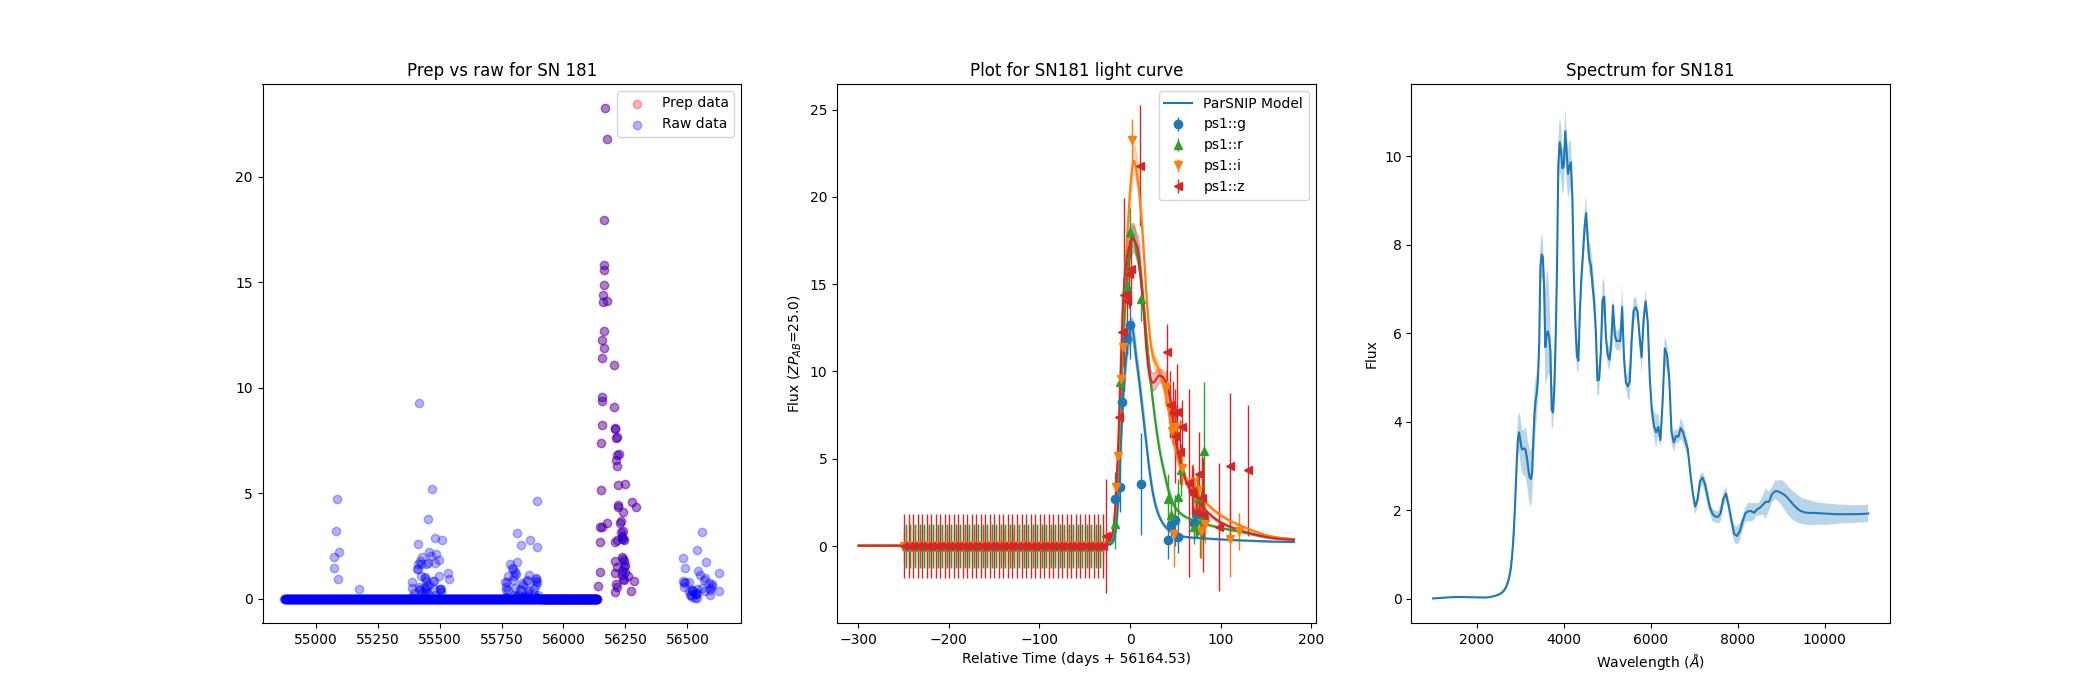 Prep vs raw for SN 181
Prep data
Raw data
20
15
10
5
0
55000 55250 55500 55750 56000 56250 56500
Plot for SN181 light curve
ParSNIP Model
ps1::g
ps1::r
ps1::i
ps1::z
Flux (ZP_AB=25.0)
25
20
15
10
5
0
−300 −200 −100 0 100 200
Relative Time (days + 56164.53)
Spectrum for SN181
Flux
10
8
6
4
2
0
2000 4000 6000 8000 10000
Wavelength (Å)